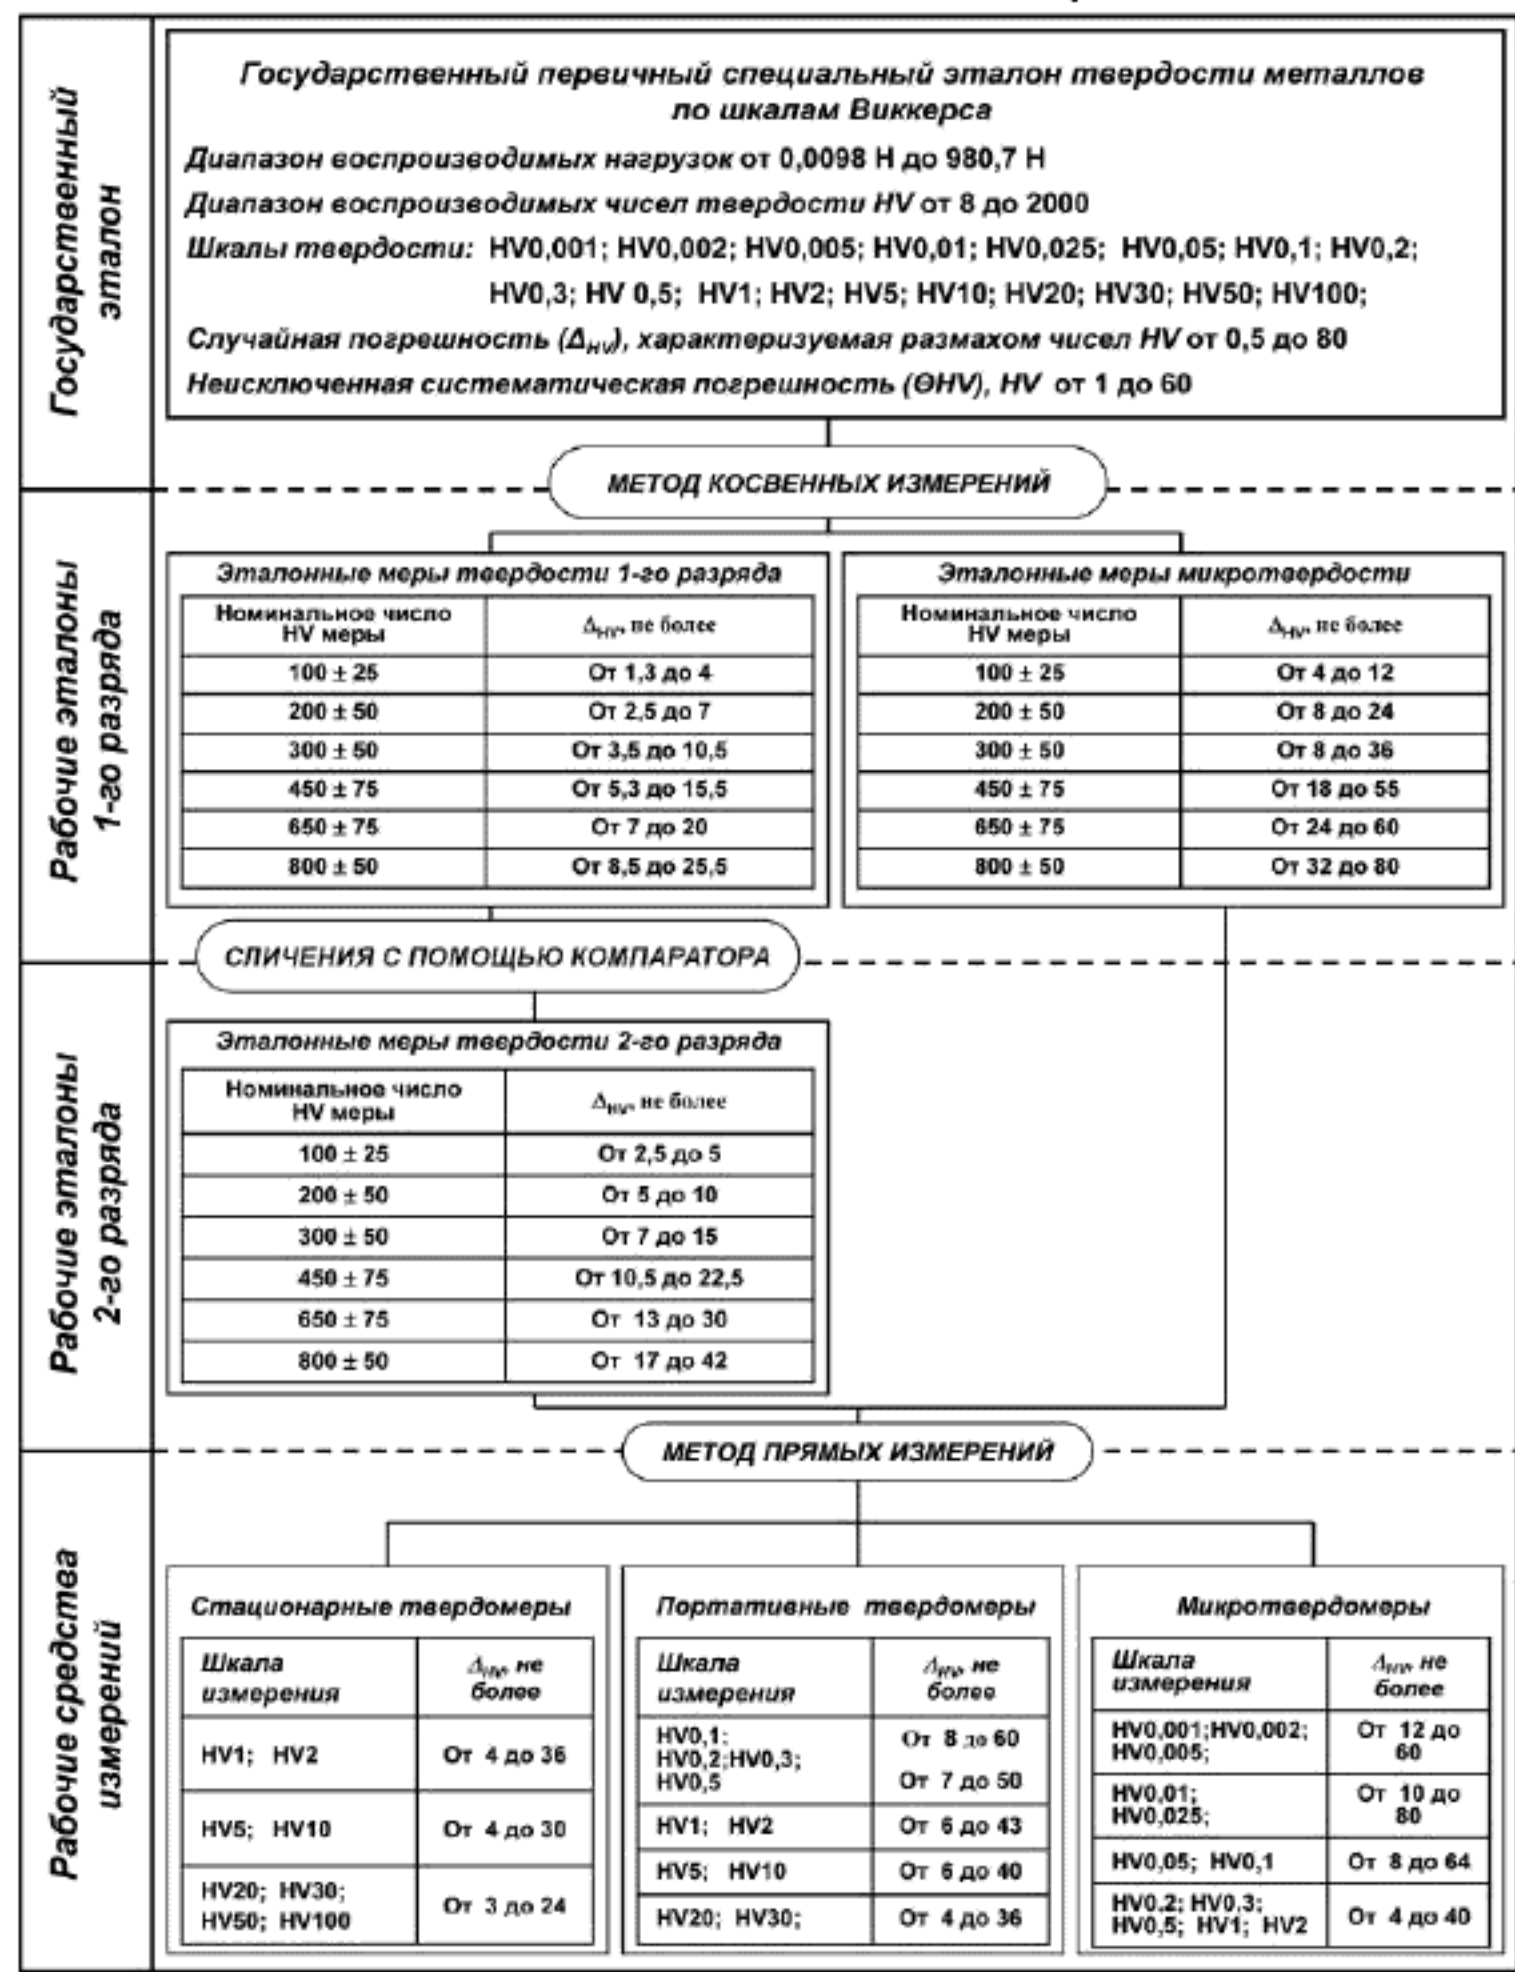 Государственный
эталон
Государственный первичный специальный эталон твердости металлов
по шкалам Виккерса
Диапазон воспроизводимых нагрузок от 0,0098 Н до 980,7 Н
Диапазон воспроизводимых чисел твердости HV от 8 до 2000
Шкалы твердости: HV0,001; HV0,002; HV0,005; HV0,01; HV0,025; HV0,05; HV0,1; HV0,2;
HV0,3; HV 0,5; HV1; HV2; HV5; HV10; HV20; HV30; HV50; HV100;
Случайная погрешность (ΔHV), характеризуемая размахом чисел HV от 0,5 до 80
Неисключенная систематическая погрешность (ΘHV), HV от 1 до 60
МЕТОД КОСВЕННЫХ ИЗМЕРЕНИЙ
Рабочие эталоны
1-го разряда
Эталонные меры твердости 1-го разряда
Номинальное число
HV меры
ΔHV, не более
100 ± 25 От 1,3 до 4
200 ± 50 От 2,5 до 7
300 ± 50 От 3,5 до 10,5
450 ± 75 От 5,3 до 15,5
650 ± 75 От 7 до 20
800 ± 50 От 8,5 до 25,5
Эталонные меры микротвердости
Номинальное число
HV меры
ΔHV, не более
100 ± 25 От 4 до 12
200 ± 50 От 8 до 24
300 ± 50 От 8 до 36
450 ± 75 От 18 до 55
650 ± 75 От 24 до 60
800 ± 50 От 32 до 80
СЛИЧЕНИЯ С ПОМОЩЬЮ КОМПАРАТОРА
Рабочие эталоны
2-го разряда
Эталонные меры твердости 2-го разряда
Номинальное число
HV меры
ΔHV, не более
100 ± 25 От 2,5 до 5
200 ± 50 От 5 до 10
300 ± 50 От 7 до 15
450 ± 75 От 10,5 до 22,5
650 ± 75 От 13 до 30
800 ± 50 От 17 до 42
МЕТОД ПРЯМЫХ ИЗМЕРЕНИЙ
Рабочие средства
измерений
Стационарные твердомеры
Шкала
измерения
ΔHV, не
более
HV1; HV2 От 4 до 36
HV5; HV10 От 4 до 30
HV20; HV30;
HV50; HV100
От 3 до 24
Портативные твердомеры
Шкала
измерения
ΔHV, не
более
HV0,1;
HV0,2;HV0,3;
HV0,5
От 8 до 60
От 7 до 50
HV1; HV2 От 6 до 43
HV5; HV10 От 6 до 40
HV20; HV30; От 4 до 36
Микротвердомеры
Шкала
измерения
ΔHV, не
более
HV0,001;HV0,002;
HV0,005;
От 12 до
60
HV0,01;
HV0,025;
От 10 до
80
HV0,05; HV0,1 От 8 до 64
HV0,2; HV0,3;
HV0,5; HV1; HV2
От 4 до 40